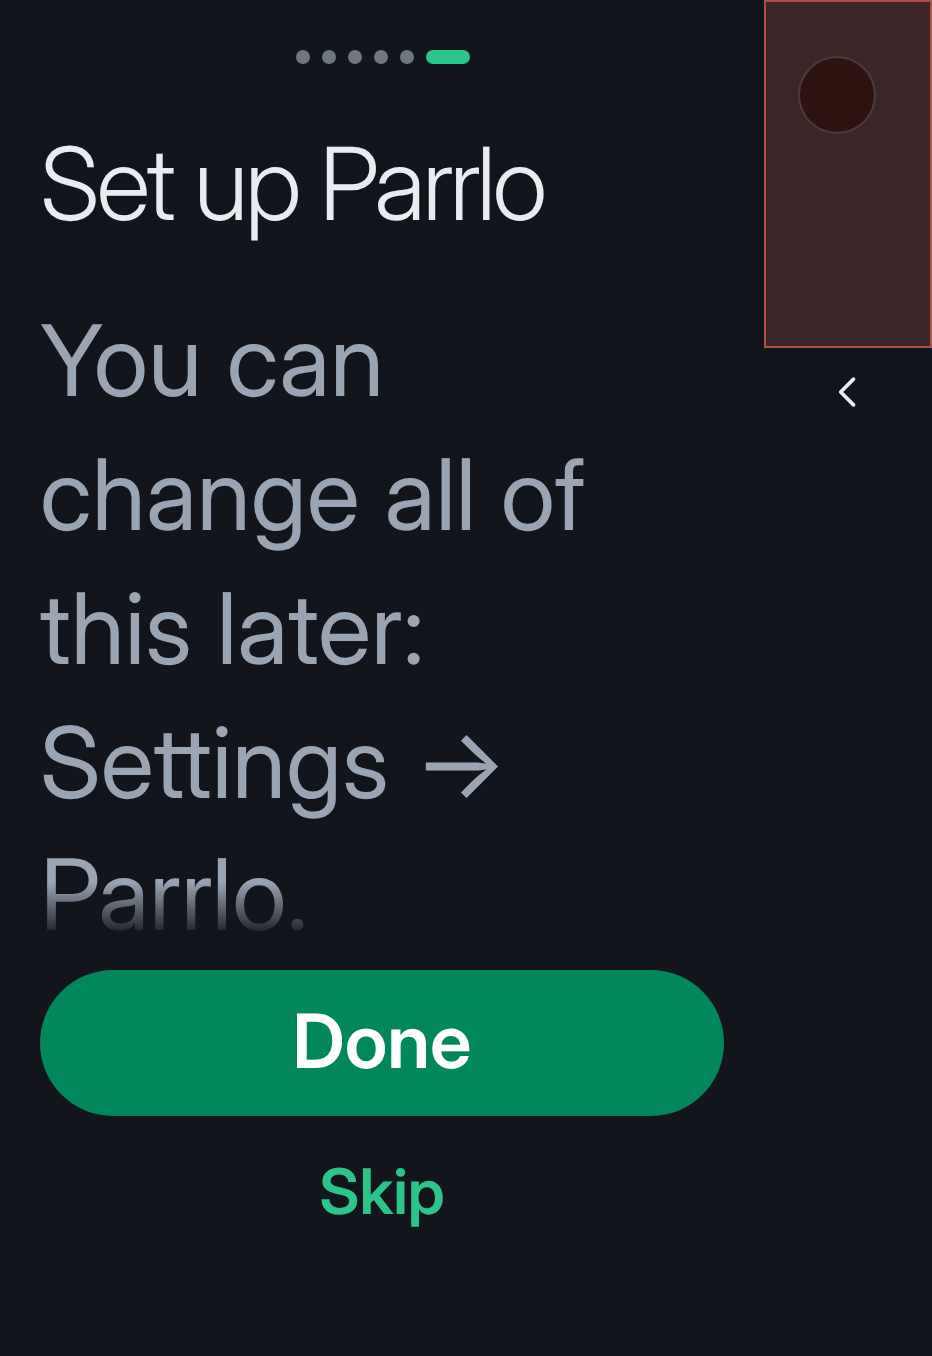 Set up Parrlo
You can
change all of
this later:
Settings →
Parrlo.
Done
Skip